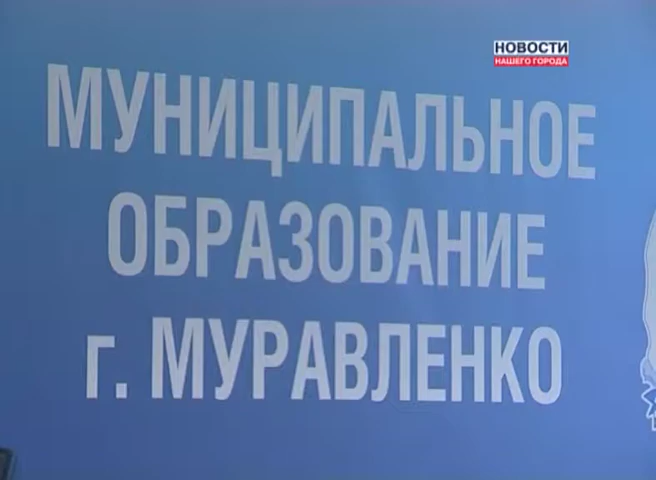 НОВОСТИ
НАШЕГО ГОРОДА
МУНИЦИПАЛЬНОЕ
ОБРАЗОВАНИЕ
г. МУРАВЛЕНКО